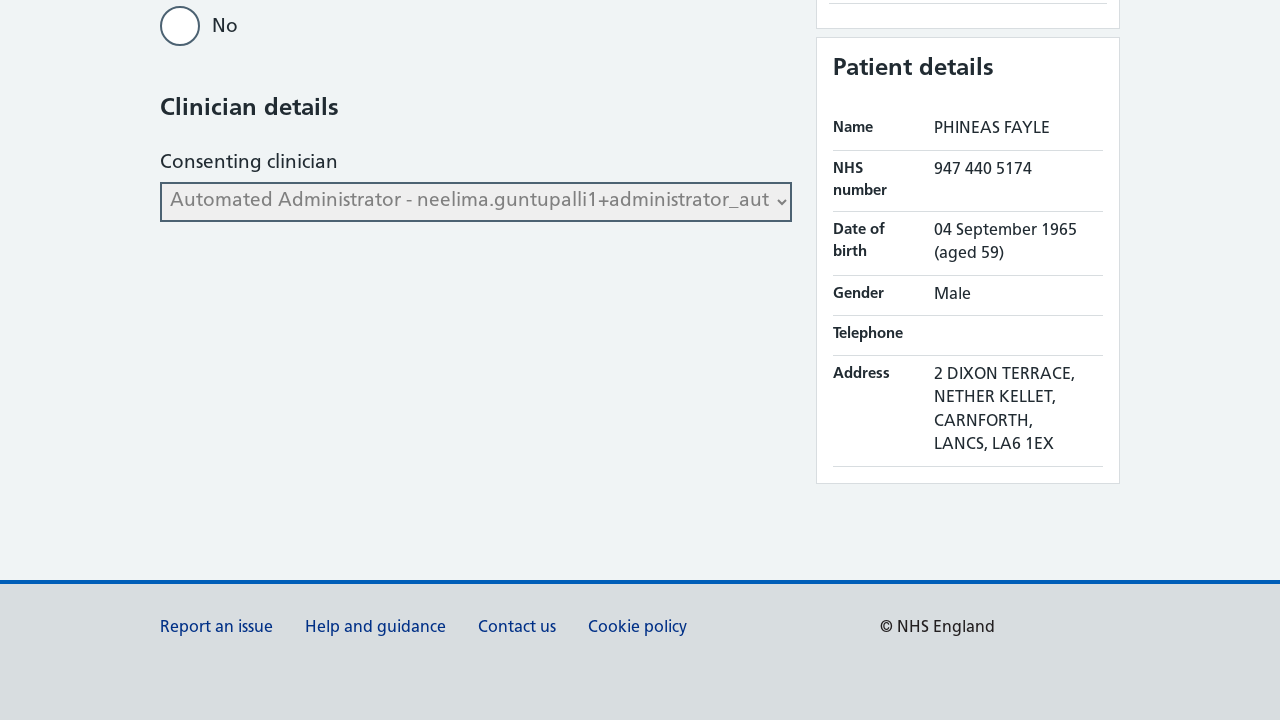 No
Clinician details
Consenting clinician
Automated Administrator - neelima.guntupalli1+administrator_aut
Patient details
Name PHINEAS FAYLE
NHS number 947 440 5174
Date of birth 04 September 1965 (aged 59)
Gender Male
Telephone
Address 2 DIXON TERRACE,
NETHER KELLET,
CARNFORTH,
LANCS, LA6 1EX
Report an issue Help and guidance Contact us Cookie policy © NHS England